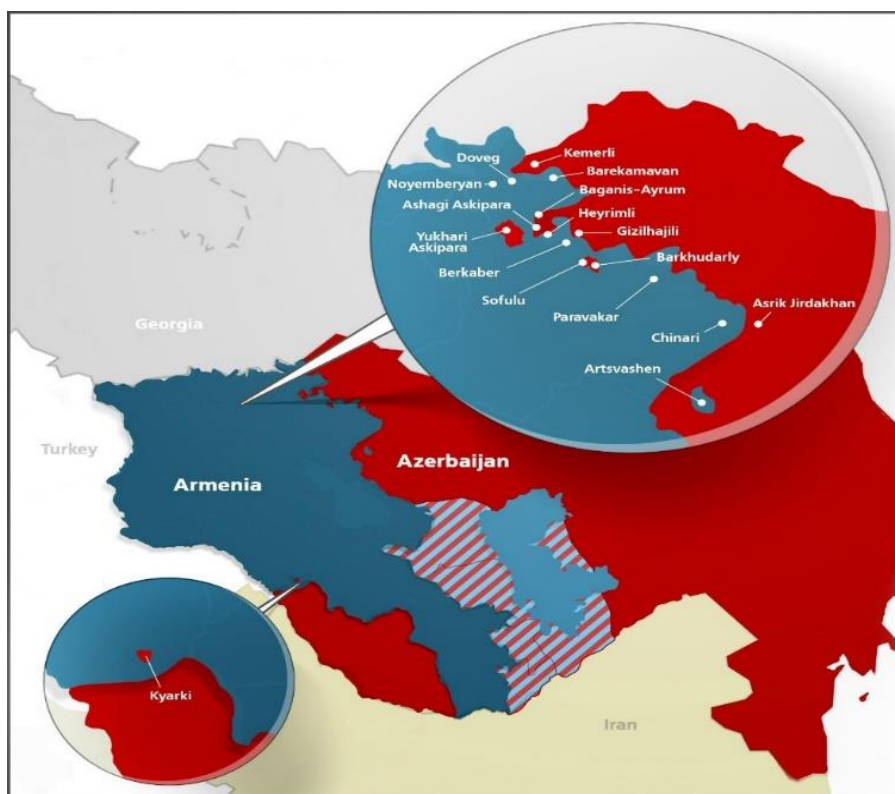 Doveg
Kemerli
Noyemberyan
Barekamavan
Baganis-Ayrum
Ashagi Askipara
Heyrimli
Yukhari
Askipara
Gizilhajili
Berkaber
Barkhudarly
Sofulu
Paravakar
Asrik Jirdakhan
Chinari
Artsvashen
Georgia
Turkey
Azerbaijan
Armenia
Kyarki
Iran